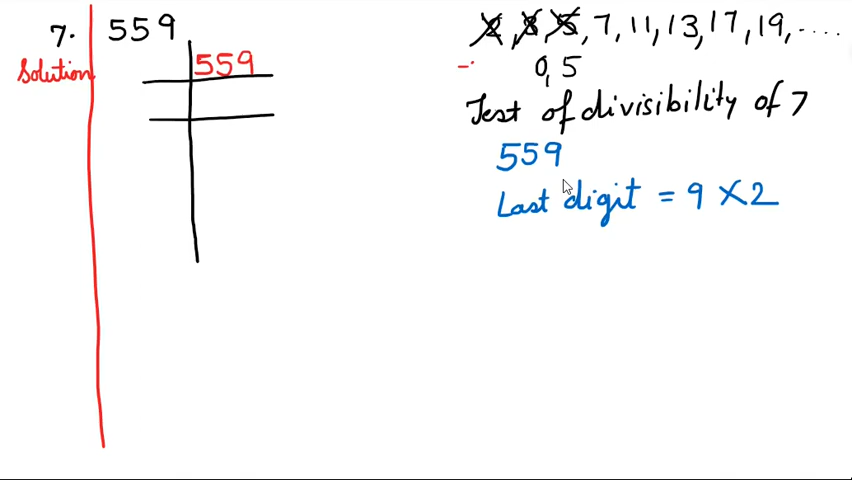 7. 559
Solution
559
2, 3, 5, 7, 11, 13, 17, 19, ....
0, 5
Test of divisibility of 7
559
Last digit = 9 × 2